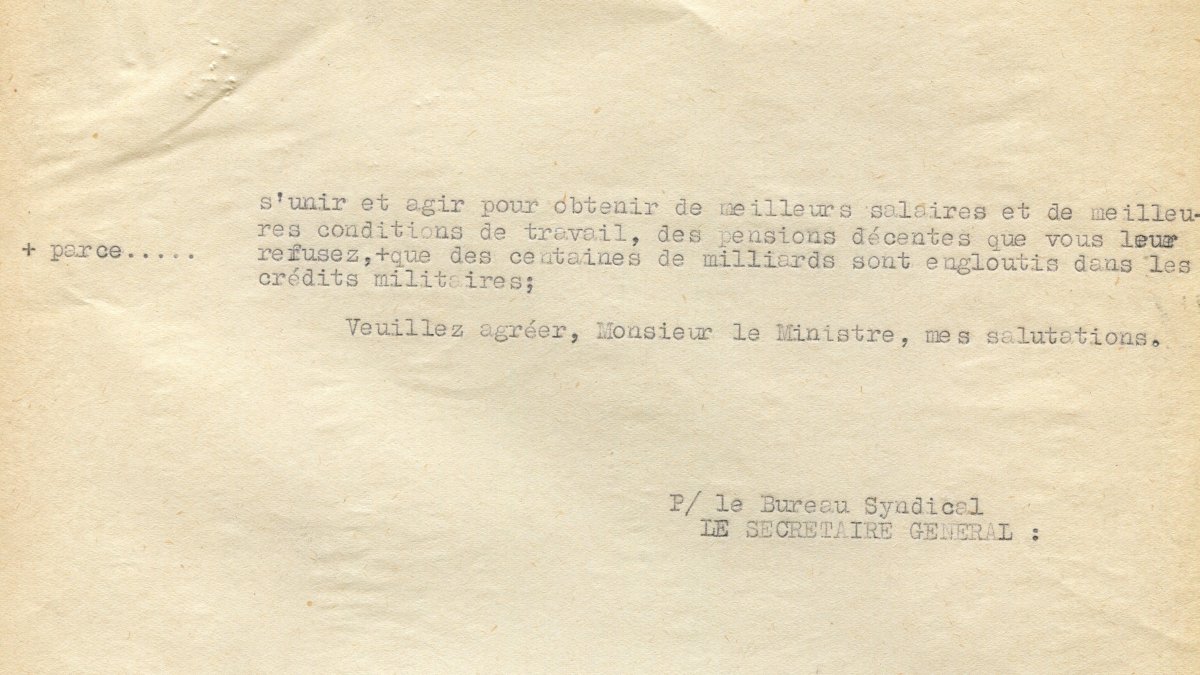 s'unir et agir pour obtenir de meilleurs salaires et de meilleu-
res conditions de travail, des pensions décentes que vous leur
+ parce.....
refusez,+que des centaines de milliards sont engloutis dans les
crédits militaires;
Veuillez agréer, Monsieur le Ministre, mes salutations.
P/ le Bureau Syndical
LE SECRETAIRE GENERAL :